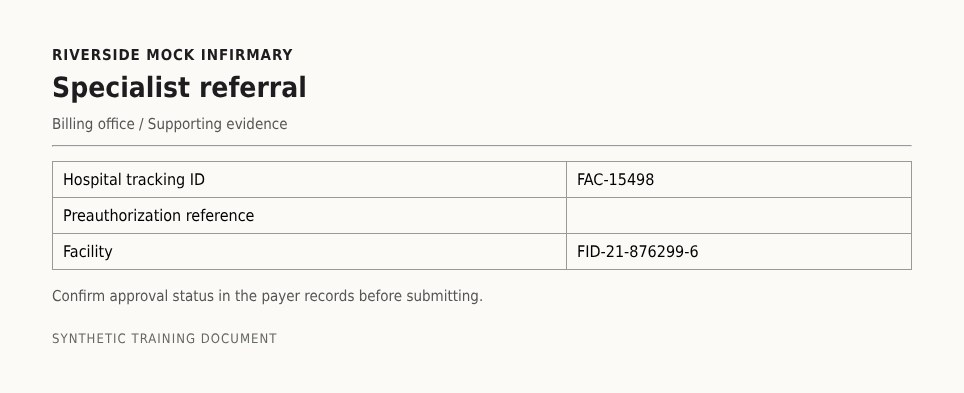 RIVERSIDE MOCK INFIRMARY
Specialist referral
Billing office / Supporting evidence
Hospital tracking ID FAC-15498
Preauthorization reference
Facility FID-21-876299-6
Confirm approval status in the payer records before submitting.
SYNTHETIC TRAINING DOCUMENT